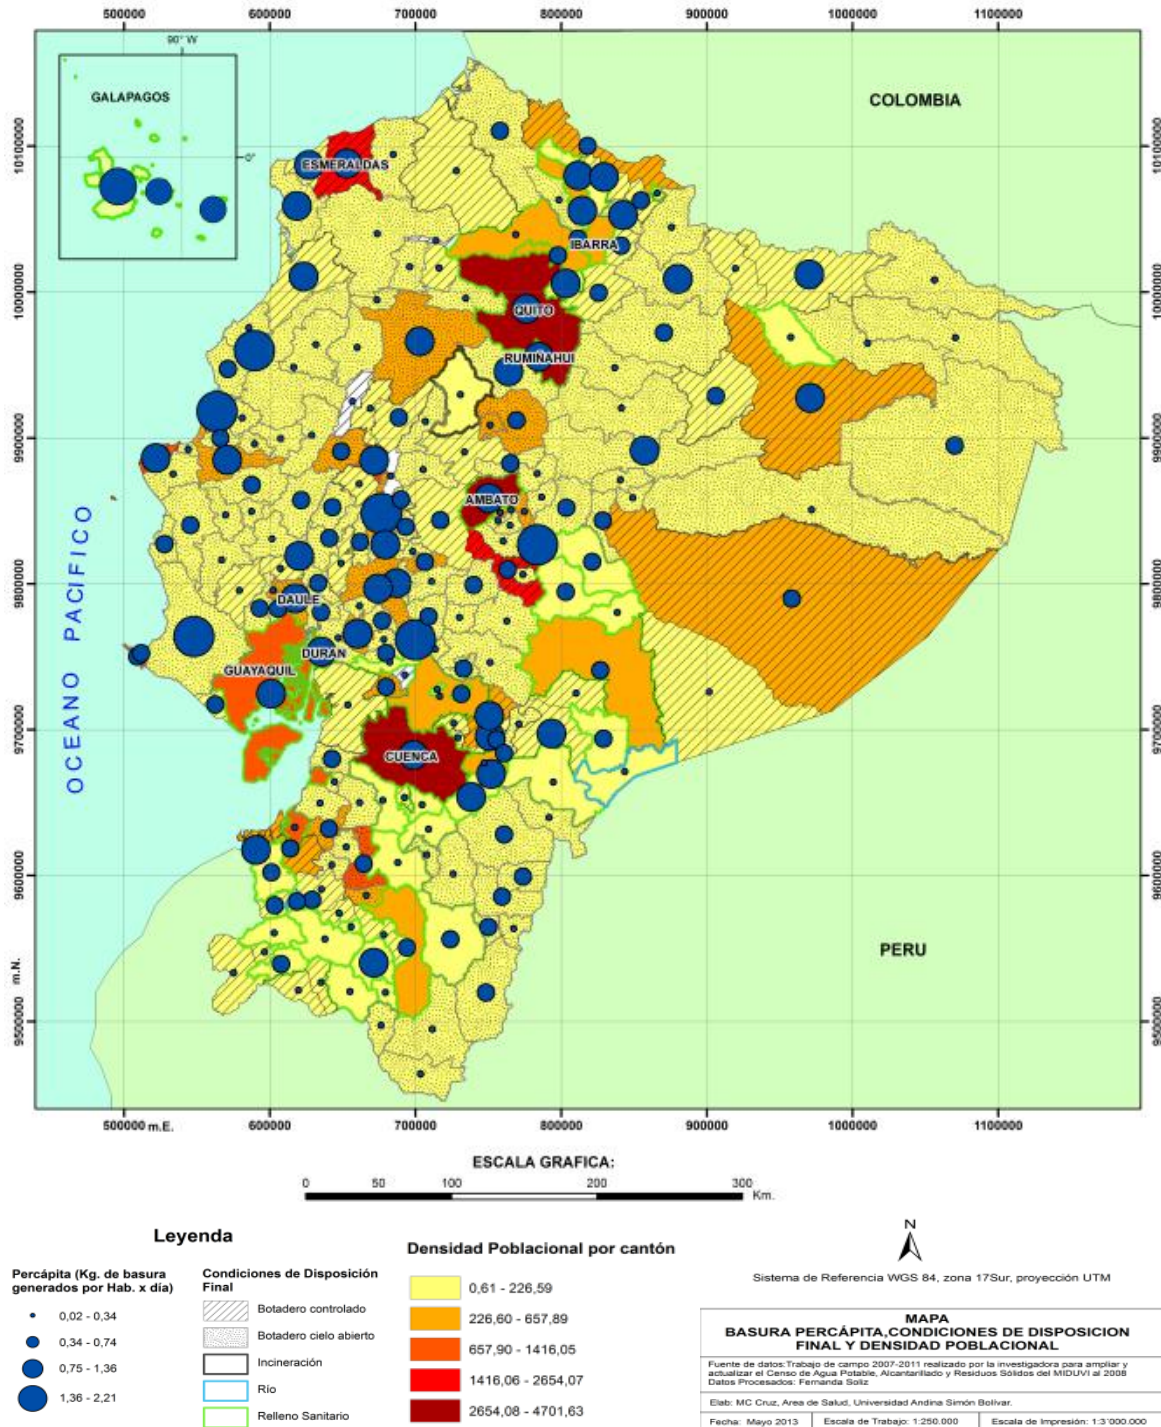 500000 600000 700000 800000 900000 1000000 1100000
90° W
GALAPAGOS
0°
COLOMBIA
10100000
10100000
ESMERALDAS
IBARRA
10000000
10000000
QUITO
RUMIÑAHUI
9900000
9900000
AMBATO
OCEANO PACIFICO
9800000
9800000
DAULE
DURAN
GUAYAQUIL
9700000
9700000
CUENCA
9600000
9600000
PERU
m.N.
9500000
9500000
500000 m.E. 600000 700000 800000 900000 1000000 1100000
ESCALA GRAFICA:
0 50 100 200 300
Km.
Leyenda
Percápita (Kg. de basura
generados por Hab. x día)
0,02 - 0,34
0,34 - 0,74
0,75 - 1,36
1,36 - 2,21
Condiciones de Disposición
Final
Botadero controlado
Botadero cielo abierto
Incineración
Río
Relleno Sanitario
Densidad Poblacional por cantón
0,61 - 226,59
226,60 - 657,89
657,90 - 1416,05
1416,06 - 2654,07
2654,08 - 4701,63
N
Sistema de Referencia WGS 84, zona 17Sur, proyección UTM
MAPA
BASURA PERCÁPITA,CONDICIONES DE DISPOSICION
FINAL Y DENSIDAD POBLACIONAL
Fuente de datos:Trabajo de campo 2007-2011 realizado por la investigadora para ampliar y
actualizar el Censo de Agua Potable, Alcantarillado y Residuos Sólidos del MIDUVI al 2008
Datos Procesados: Fernanda Soliz
Elab: MC Cruz, Area de Salud, Universidad Andina Simón Bolívar.
Fecha: Mayo 2013 Escala de Trabajo: 1:250.000 Escala de Impresión: 1:3'000.000